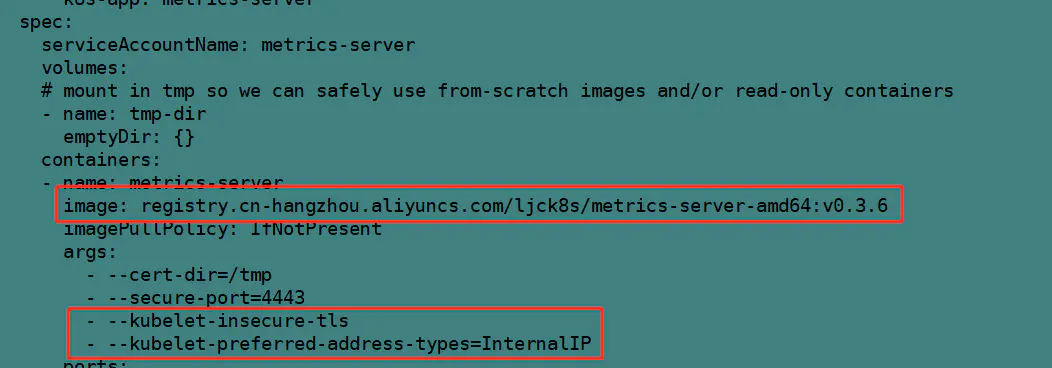 k8s-app: metrics-server
spec:
serviceAccountName: metrics-server
volumes:
# mount in tmp so we can safely use from-scratch images and/or read-only containers
- name: tmp-dir
emptyDir: {}
containers:
- name: metrics-server
image: registry.cn-hangzhou.aliyuncs.com/ljck8s/metrics-server-amd64:v0.3.6
imagePullPolicy: IfNotPresent
args:
- --cert-dir=/tmp
- --secure-port=4443
- --kubelet-insecure-tls
- --kubelet-preferred-address-types=InternalIP
ports: